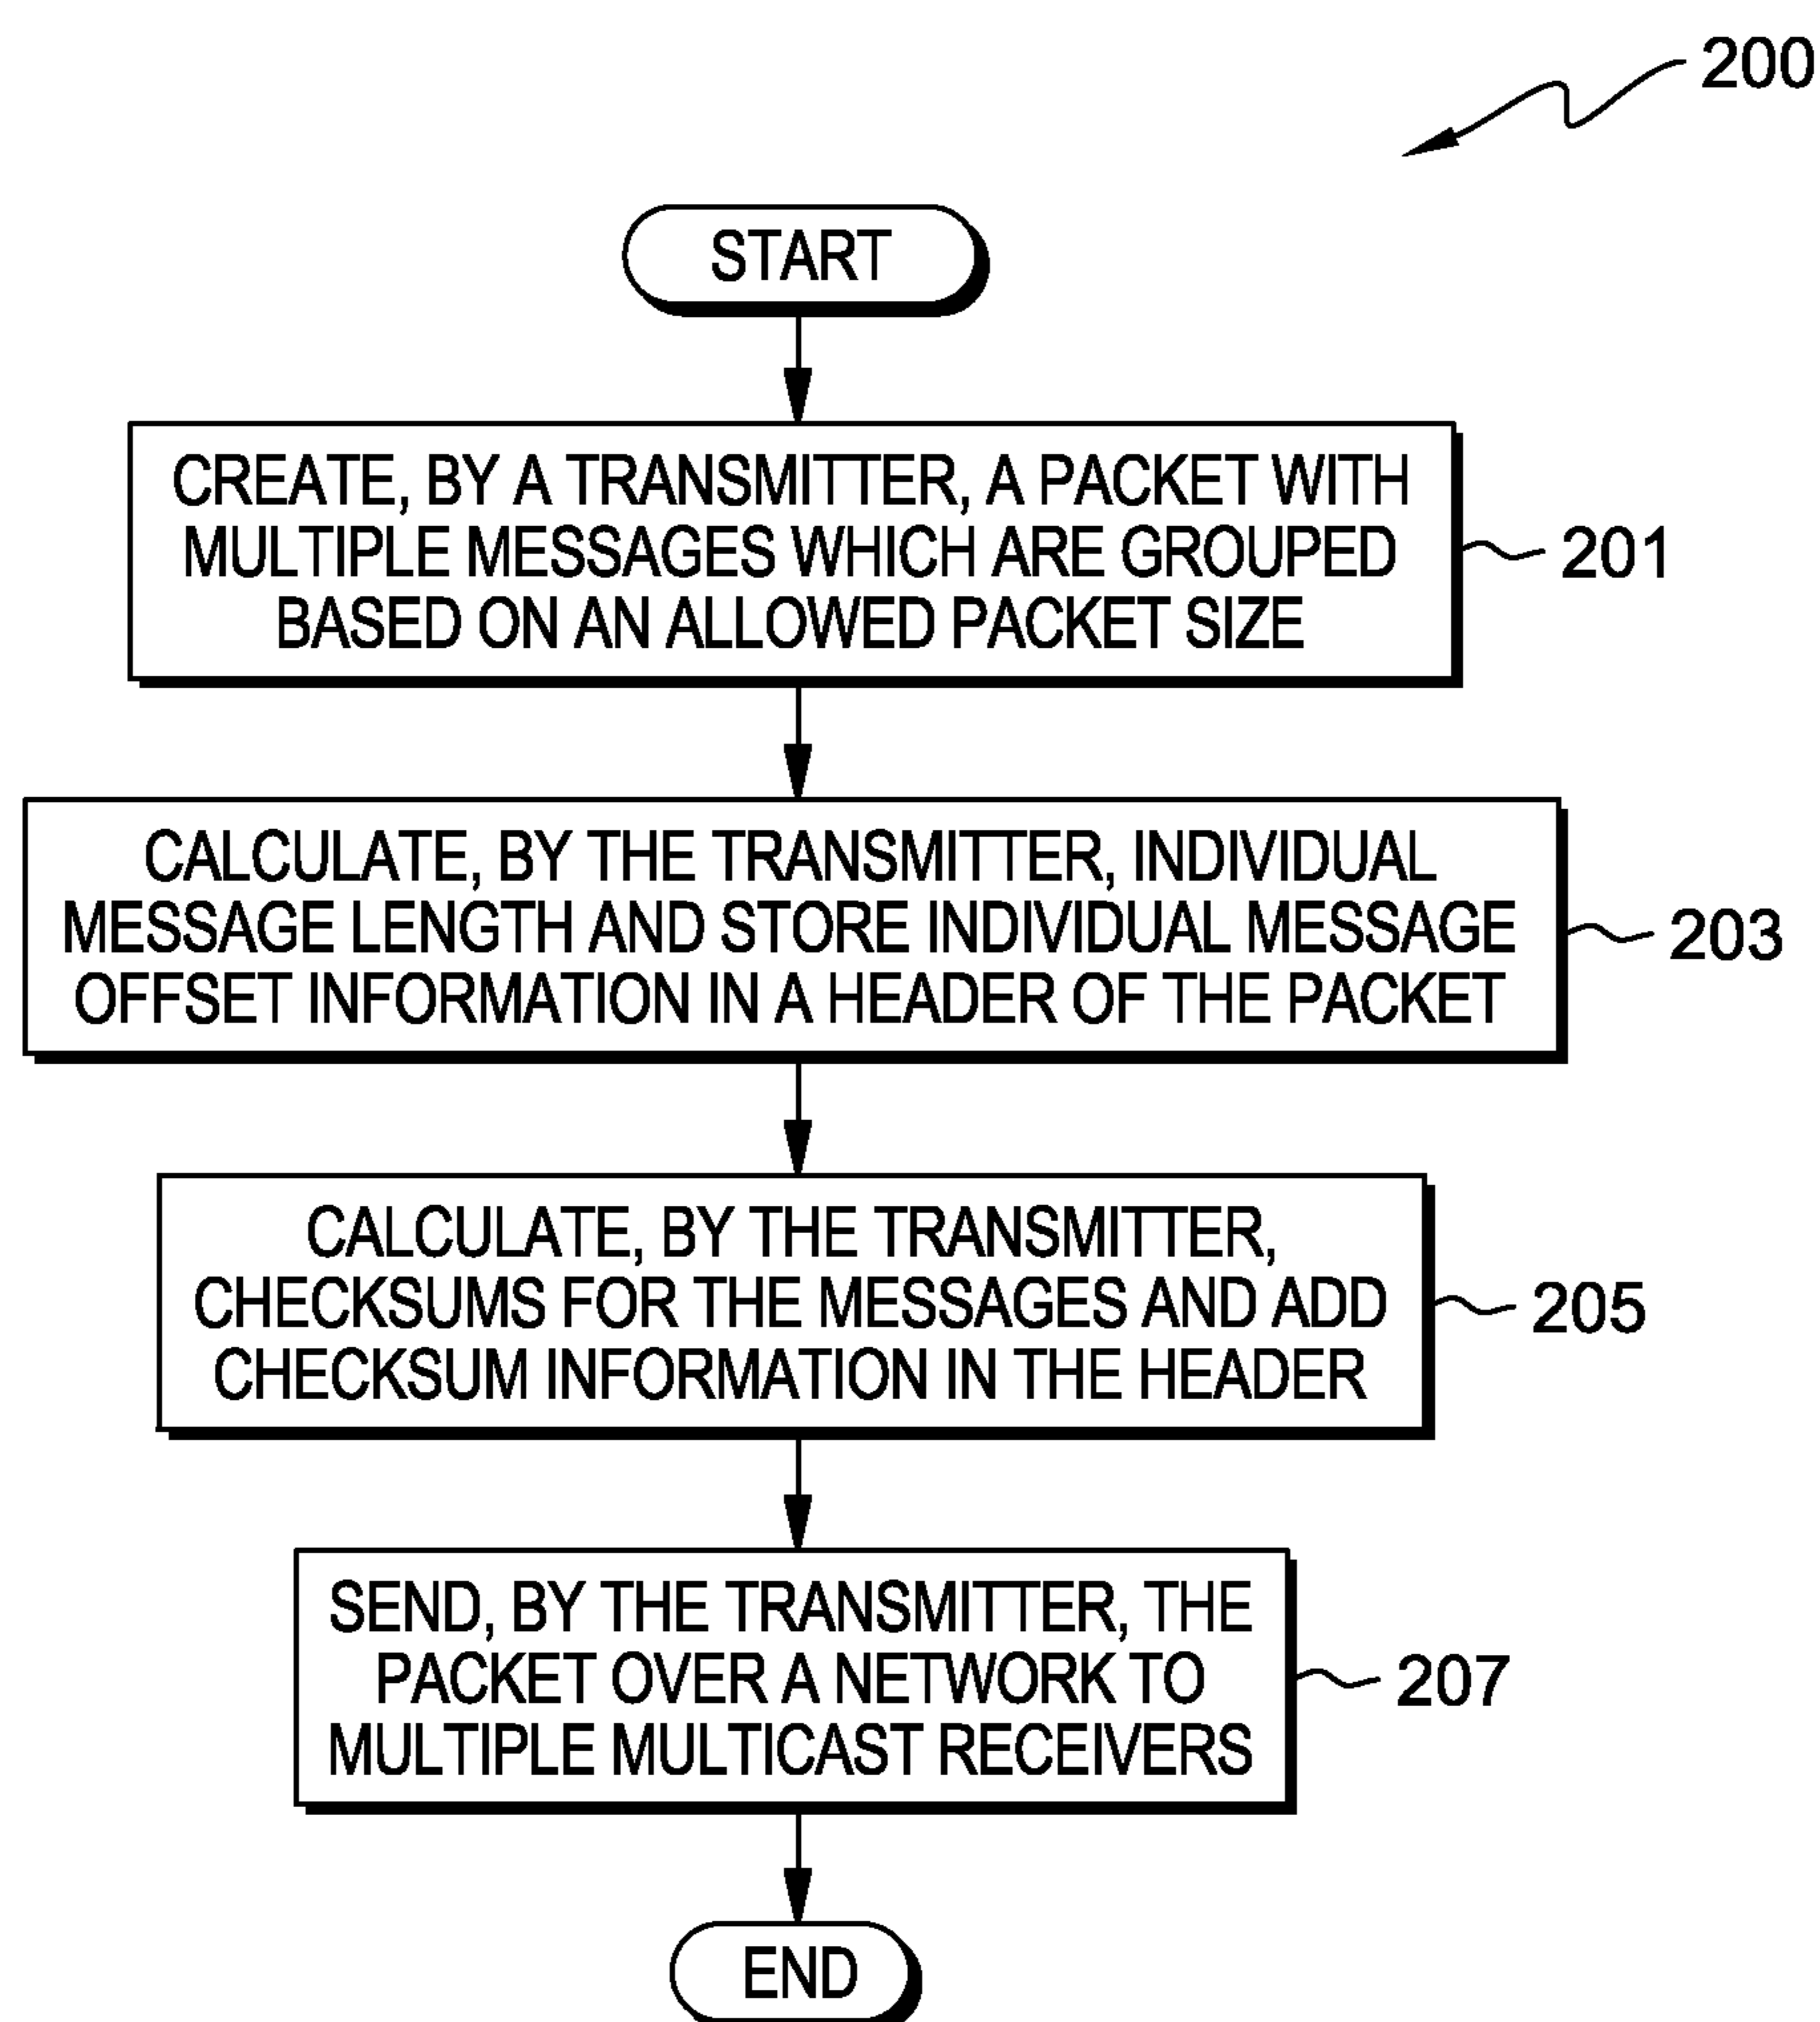 200
START
CREATE, BY A TRANSMITTER, A PACKET WITH
MULTIPLE MESSAGES WHICH ARE GROUPED
BASED ON AN ALLOWED PACKET SIZE
201
CALCULATE, BY THE TRANSMITTER, INDIVIDUAL
MESSAGE LENGTH AND STORE INDIVIDUAL MESSAGE
OFFSET INFORMATION IN A HEADER OF THE PACKET
203
CALCULATE, BY THE TRANSMITTER,
CHECKSUMS FOR THE MESSAGES AND ADD
CHECKSUM INFORMATION IN THE HEADER
205
SEND, BY THE TRANSMITTER, THE
PACKET OVER A NETWORK TO
MULTIPLE MULTICAST RECEIVERS
207
END